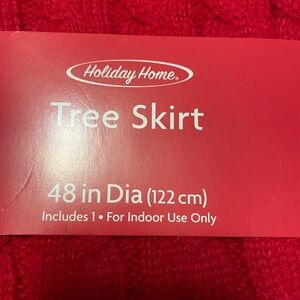 Holiday Home®
Tree Skirt
48 in Dia (122 cm)
Includes 1 • For Indoor Use Only